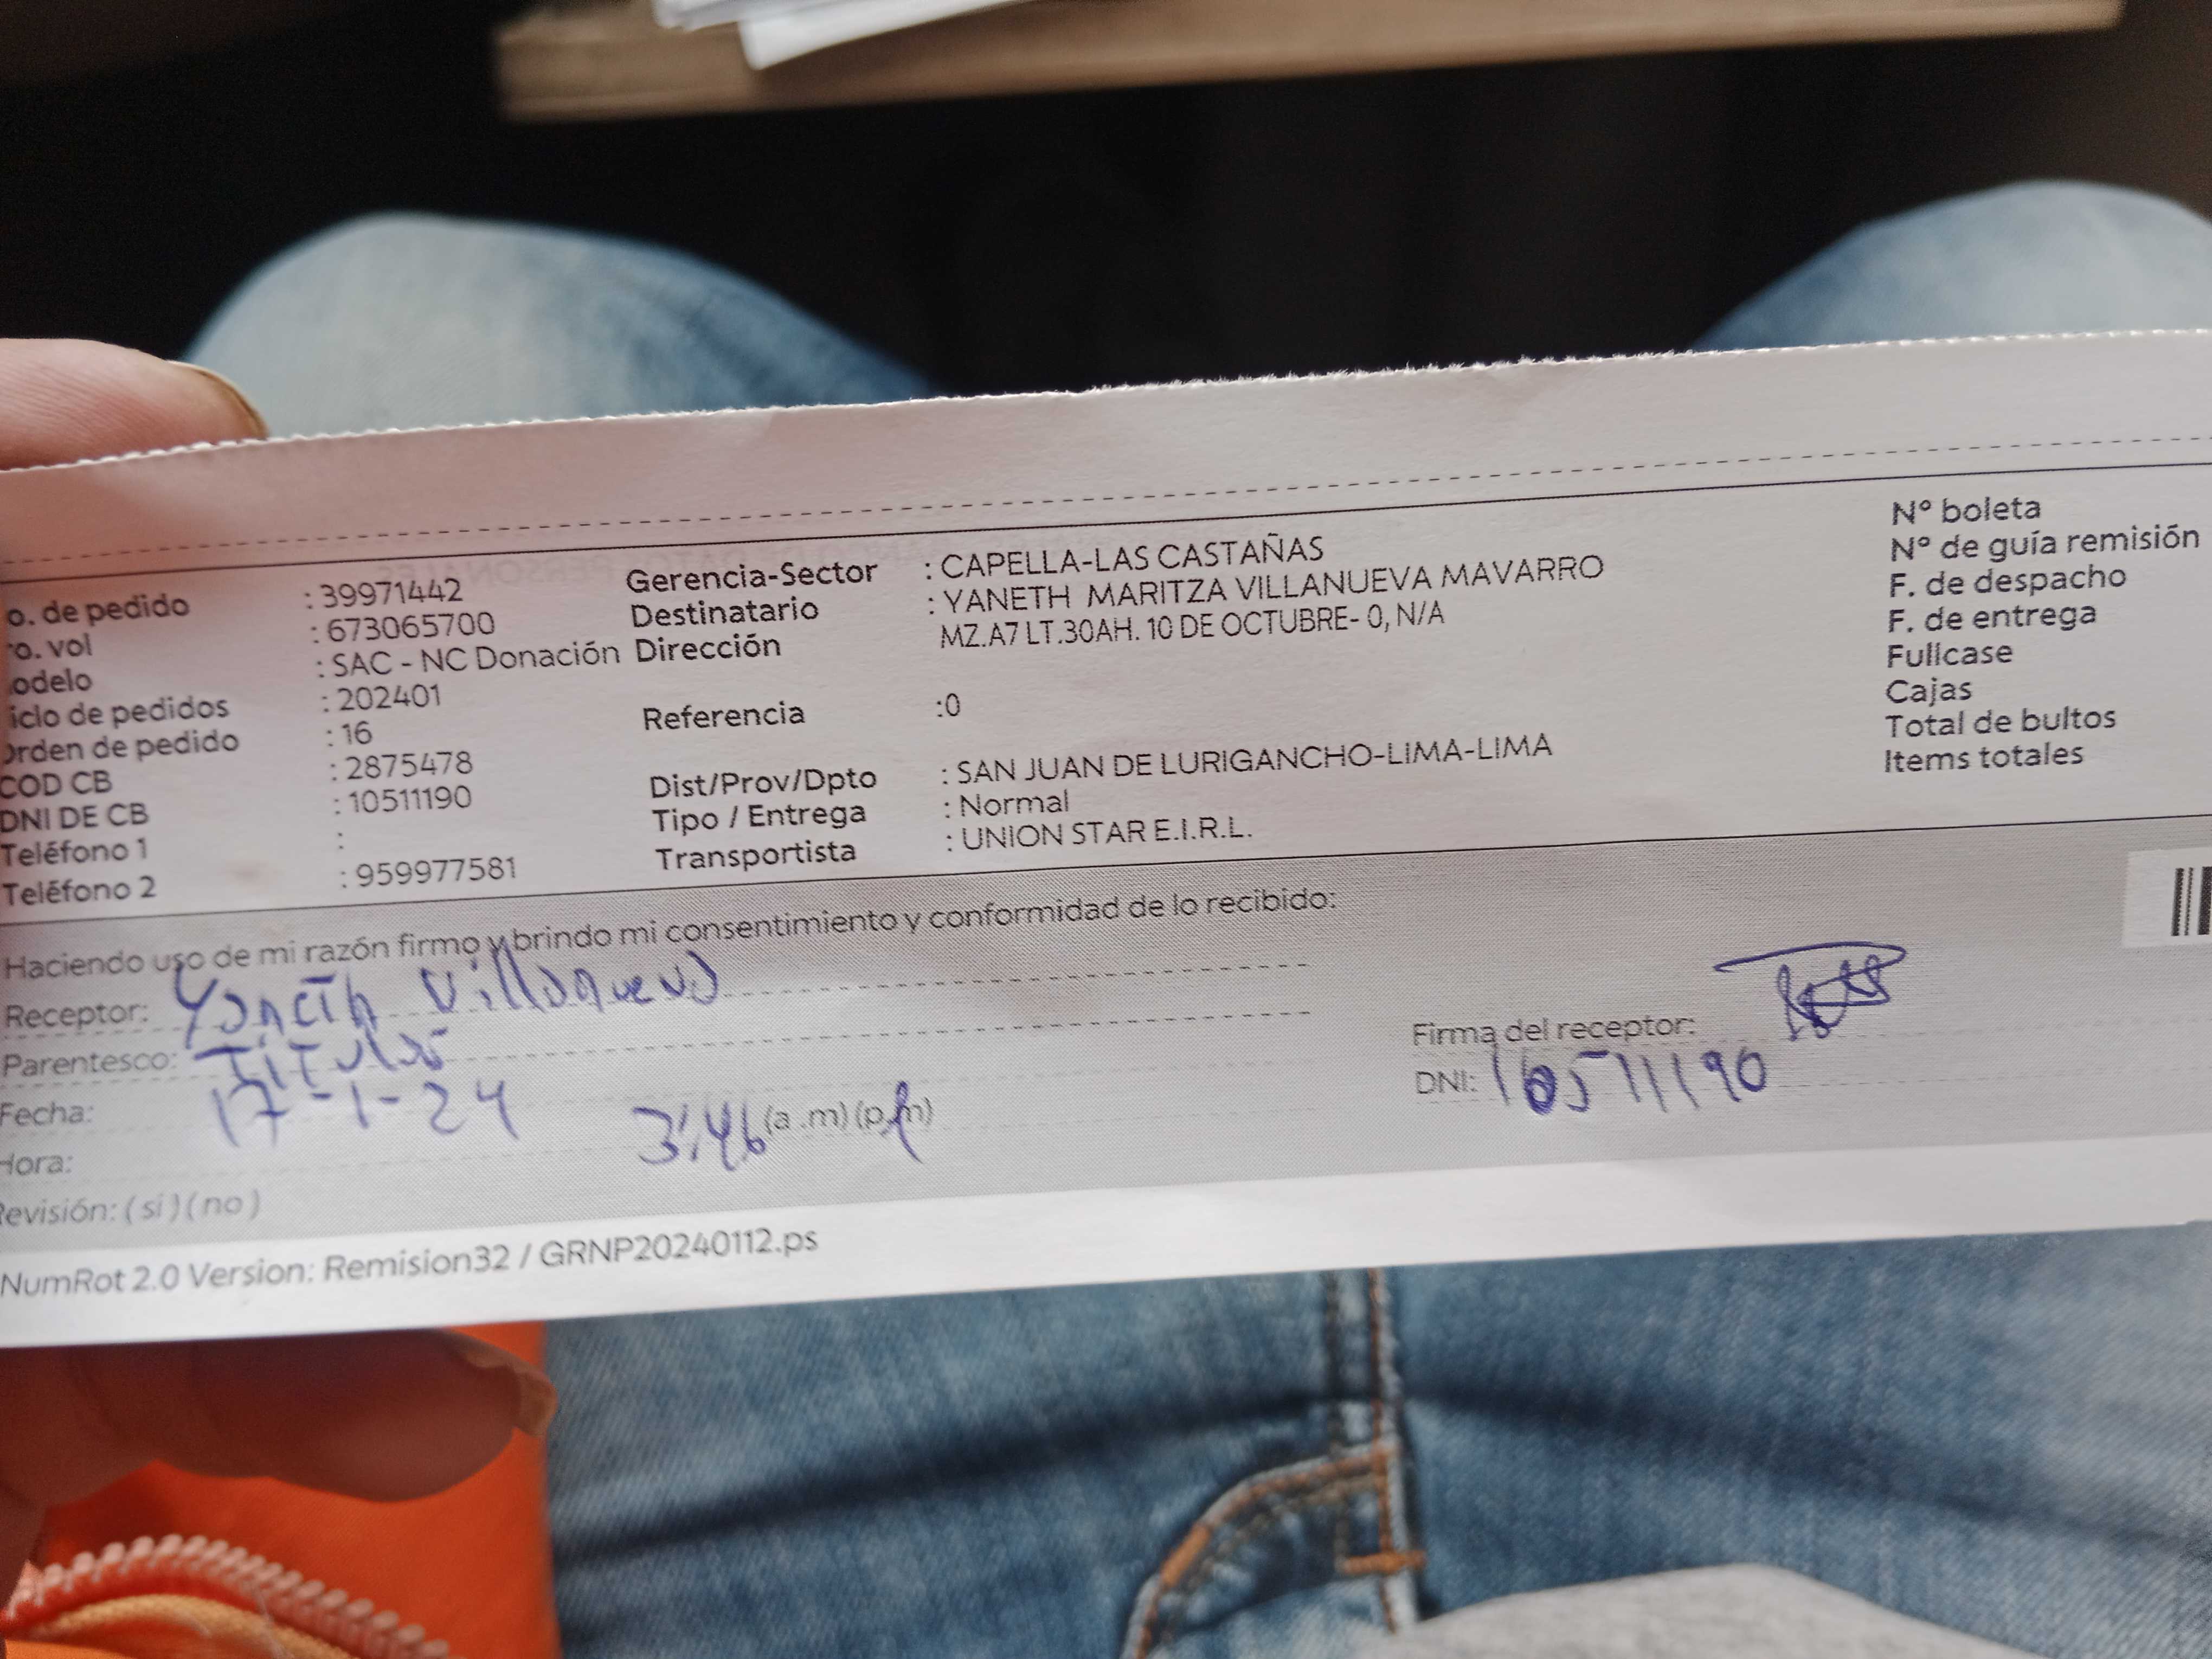 o. de pedido : 39971442 Gerencia-Sector : CAPELLA-LAS CASTAÑAS Nº boleta
o. vol : 673065700 Destinatario : YANETH MARITZA VILLANUEVA MAVARRO Nº de guía remisión
odelo : SAC - NC Donación Dirección MZ.A7 LT.30AH. 10 DE OCTUBRE- 0, N/A F. de despacho
iclo de pedidos : 202401 F. de entrega
Orden de pedido : 16 Referencia :0 Fullcase
COD CB : 2875478 Cajas
DNI DE CB : 10511190 Dist/Prov/Dpto : SAN JUAN DE LURIGANCHO-LIMA-LIMA Total de bultos
Teléfono 1 : Tipo / Entrega : Normal Items totales
Teléfono 2 : 959977581 Transportista : UNION STAR E.I.R.L.
Haciendo uso de mi razón firmo y brindo mi consentimiento y conformidad de lo recibido:
Receptor: Yaneth Villanueva
Parentesco: Titular Firma del receptor:
Fecha: 17-1-24 DNI: 10511190
Hora: 3:46 (a .m) (p.m)
Revisión: ( sí ) ( no )
NumRot 2.0 Version: Remision32 / GRNP20240112.ps